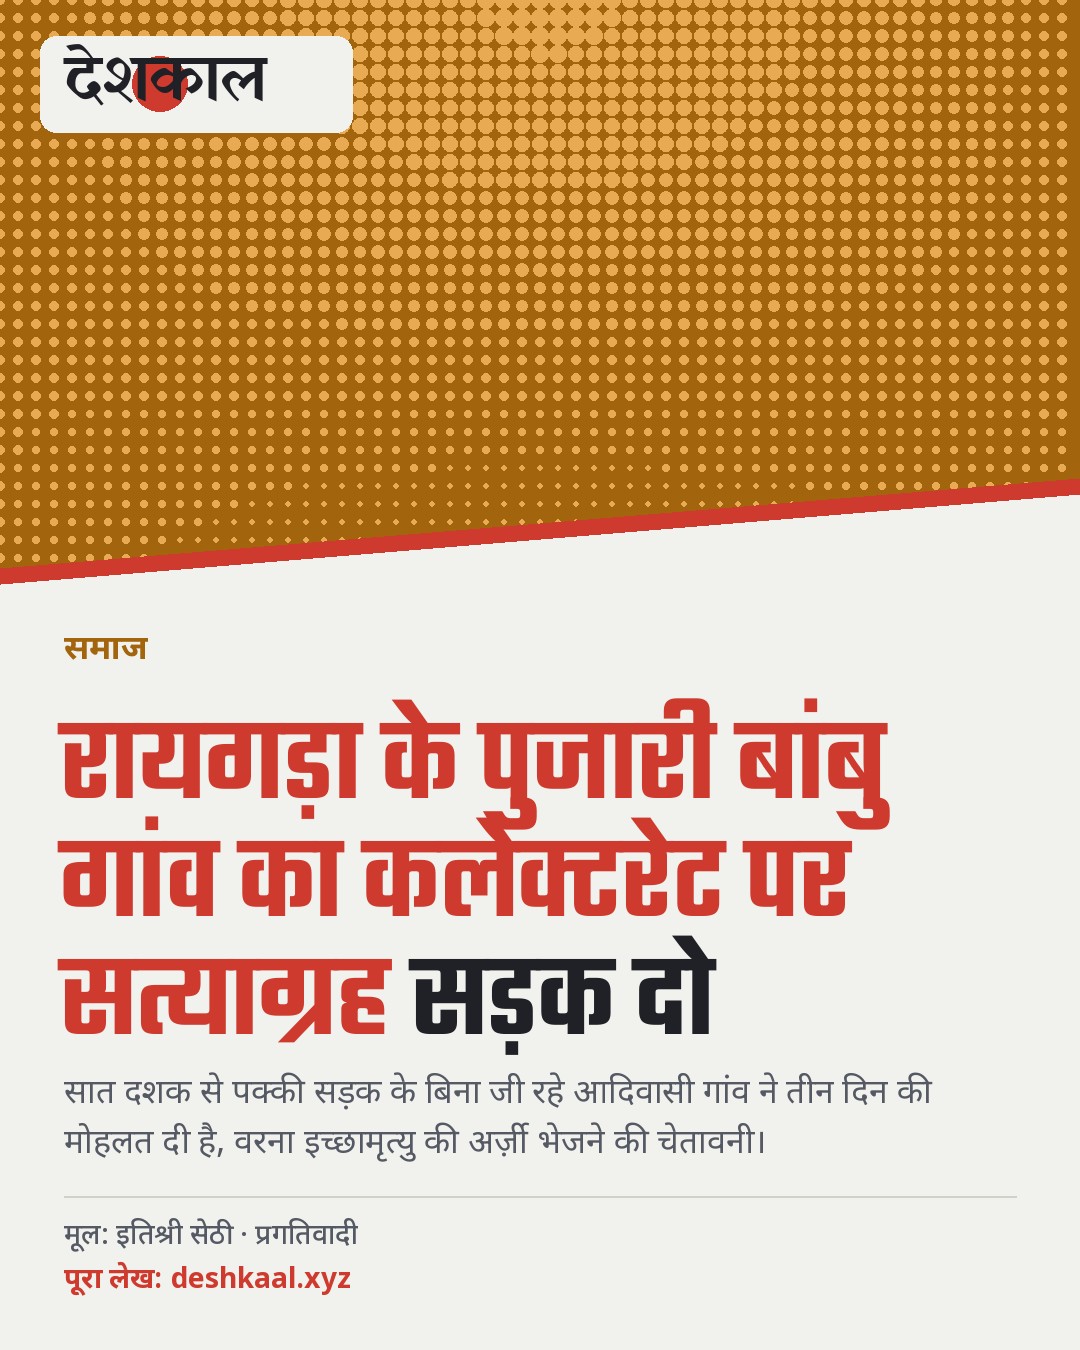 देशकाल
समाज
रायगड़ा के पुजारी बांबु
गांव का कलेक्टरेट पर
सत्याग्रह सड़क दो
सात दशक से पक्की सड़क के बिना जी रहे आदिवासी गांव ने तीन दिन की
मोहलत दी है, वरना इच्छामृत्यु की अर्ज़ी भेजने की चेतावनी।
मूल: इतिश्री सेठी · प्रगतिवादी
पूरा लेख: deshkaal.xyz